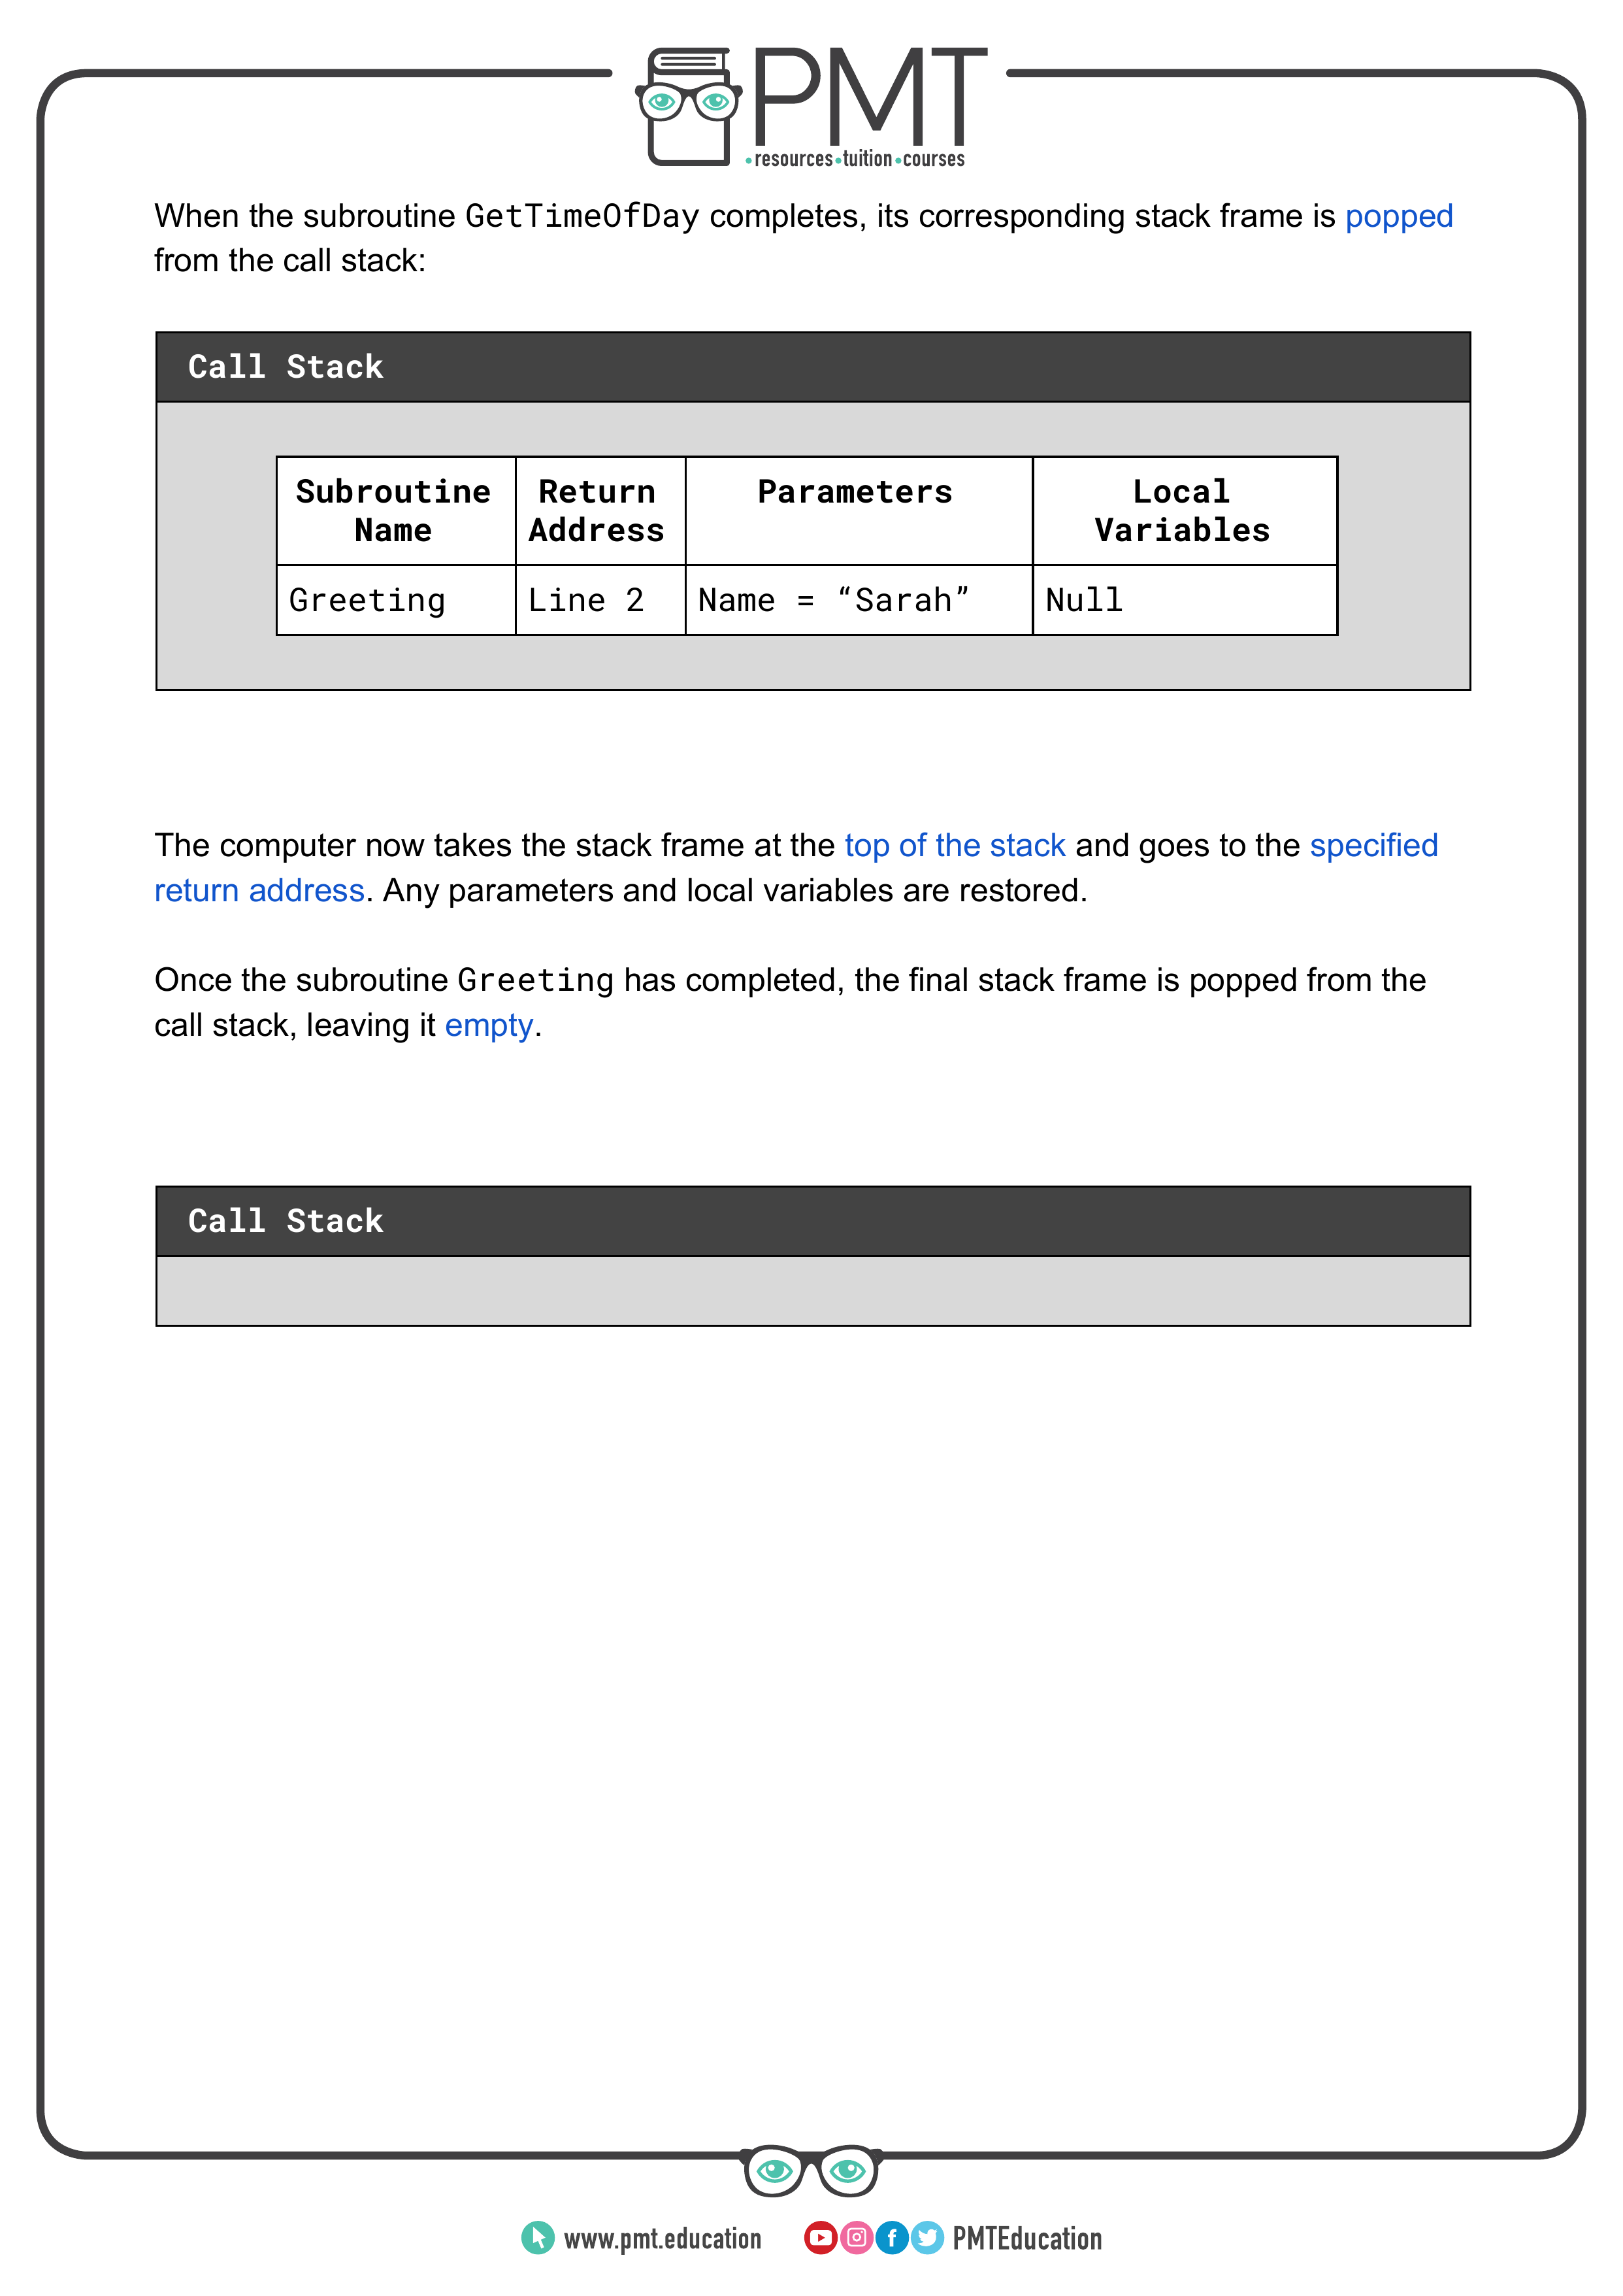 PMT
•resources•tuition•courses
When the subroutine GetTimeOfDay completes, its corresponding stack frame is popped
from the call stack:
Call Stack
Subroutine Name Return Address Parameters Local Variables
Greeting Line 2 Name = “Sarah” Null
The computer now takes the stack frame at the top of the stack and goes to the specified
return address. Any parameters and local variables are restored.
Once the subroutine Greeting has completed, the final stack frame is popped from the
call stack, leaving it empty.
Call Stack
www.pmt.education PMTEducation